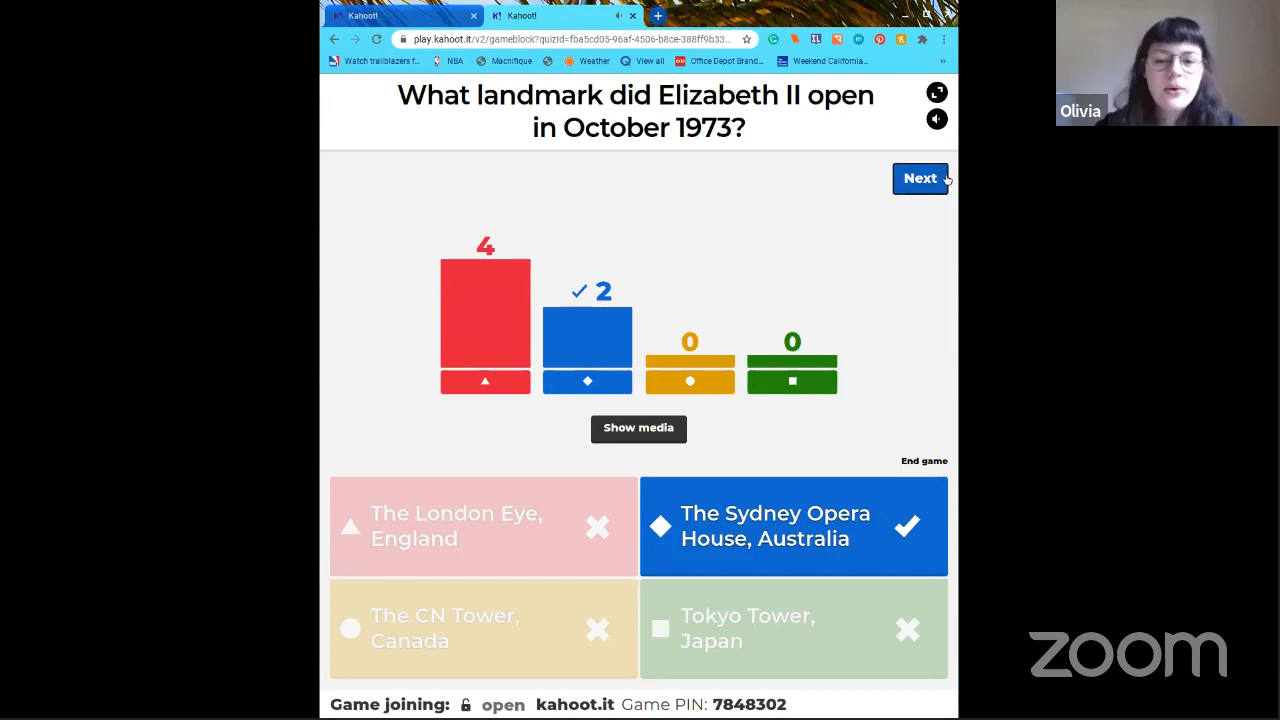 Kahoot!
Kahoot!
play.kahoot.it/v2/gameblock?quizId=fba5cd05-96af-4506-b8ce-388ff9b33...
Watch trailblazers f...
NBA
Macnifique
Weather
View all
Office Depot Brand...
Weekend California...
What landmark did Elizabeth II open
in October 1973?
Next
4
2
0
0
Show media
End game
The London Eye,
England
The Sydney Opera
House, Australia
The CN Tower,
Canada
Tokyo Tower,
Japan
Game joining: open kahoot.it Game PIN: 7848302
Olivia
zoom